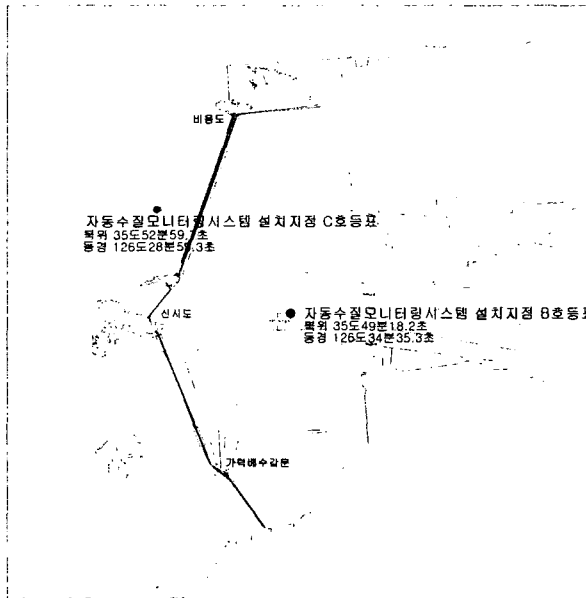 비응도
자동수질모니터링시스템 설치지점 C호등표
북위 35도52분59.
동경 126도28분5 .3초
신시도
자동수질모니터링시스템 설치지점 B호등표
북위 35도49분18.2초
동경 126도34분35.3초
가력배수갑문